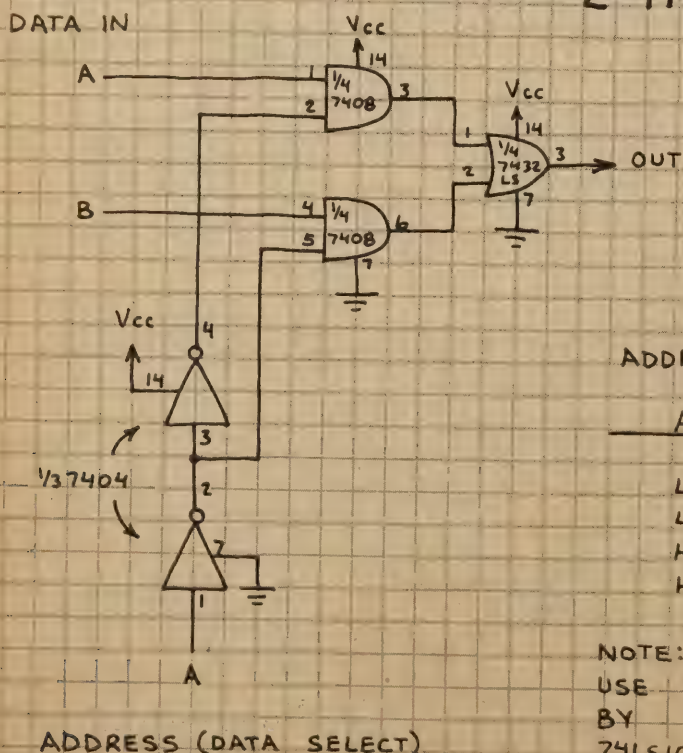 DATA IN
A
B
1
2
1/4
7408
Vcc
14
3
4
5
1/4
7408
6
7
1
2
1/4
7432
LS
Vcc
14
3
7
OUT
Vcc
14
4
3
1/3 7404
2
7
1
A
ADDRESS (DATA SELECT)
NOTE:
USE
BY